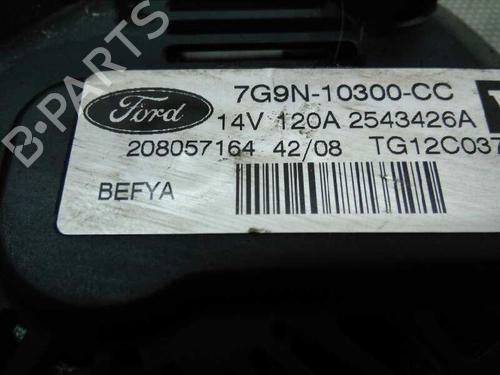 B-PARTS
Ford
7G9N-10300-CC
14V 120A 2543426A
208057164 42/08 TG12C037
BEFYA